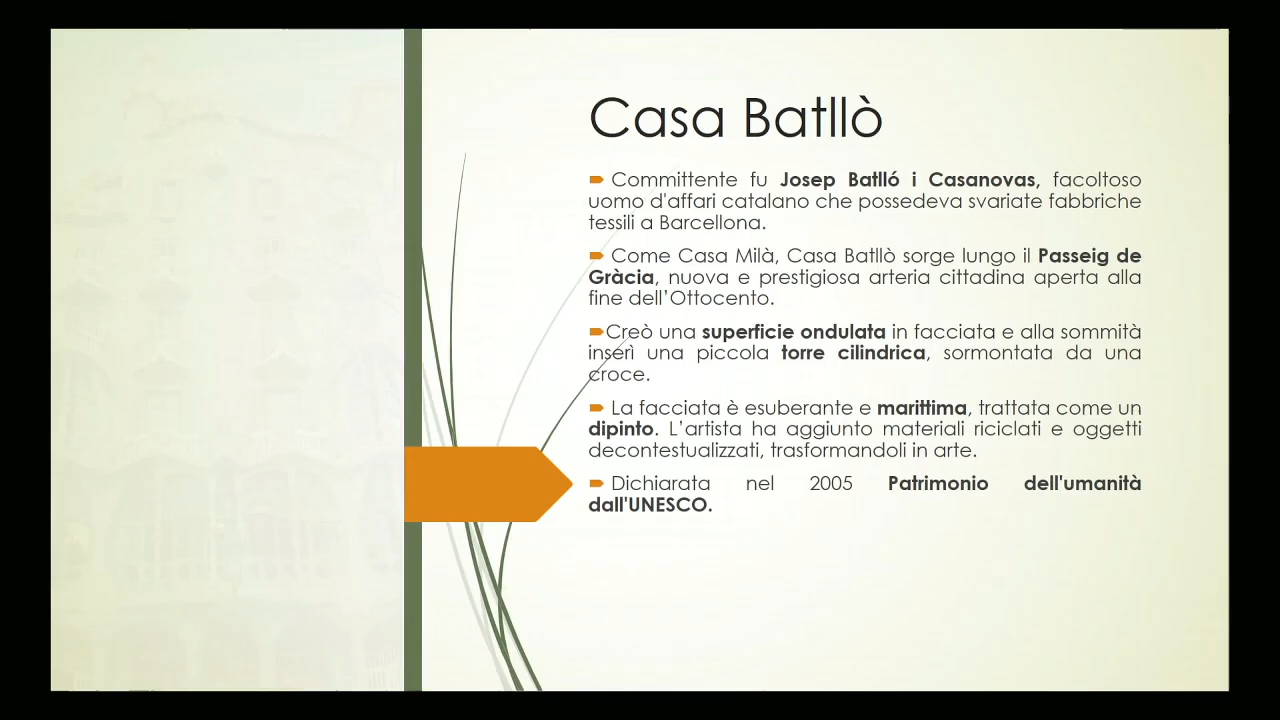 Casa Batllò
Committente fu Josep Batlló i Casanovas, facoltoso
uomo d'affari catalano che possedeva svariate fabbriche
tessili a Barcellona.
Come Casa Milà, Casa Batllò sorge lungo il Passeig de
Gràcia, nuova e prestigiosa arteria cittadina aperta alla
fine dell’Ottocento.
Creò una superficie ondulata in facciata e alla sommità
inserì una piccola torre cilindrica, sormontata da una
croce.
La facciata è esuberante e marittima, trattata come un
dipinto. L’artista ha aggiunto materiali riciclati e oggetti
decontestualizzati, trasformandoli in arte.
Dichiarata nel 2005 Patrimonio dell'umanità
dall'UNESCO.